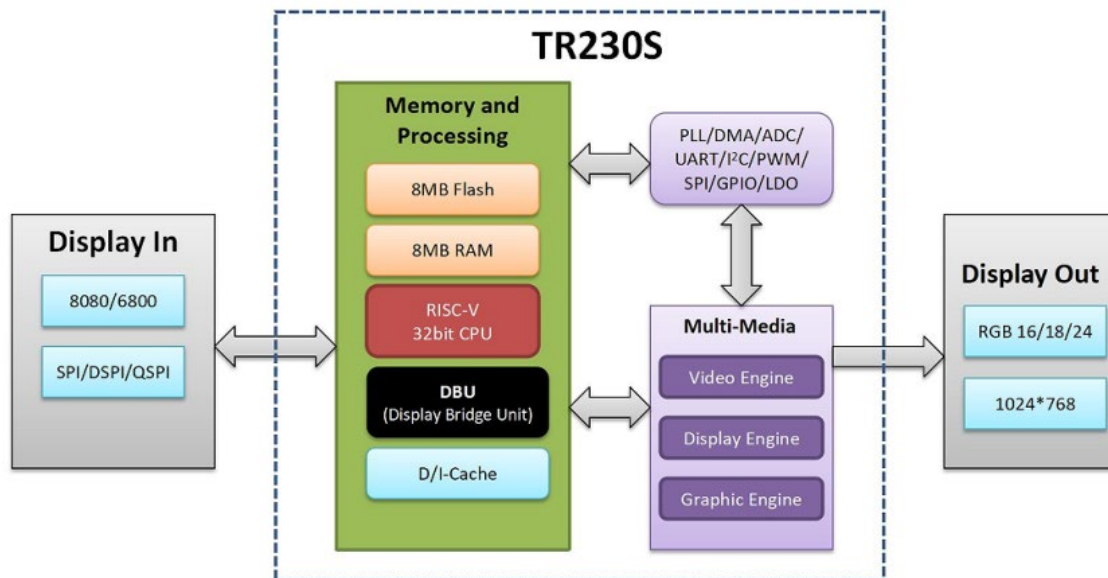 TR230S
Display In
8080/6800
SPI/DSPI/QSPI
Memory and
Processing
8MB Flash
8MB RAM
RISC-V
32bit CPU
DBU
(Display Bridge Unit)
D/I-Cache
PLL/DMA/ADC/
UART/I²C/PWM/
SPI/GPIO/LDO
Multi-Media
Video Engine
Display Engine
Graphic Engine
Display Out
RGB 16/18/24
1024*768